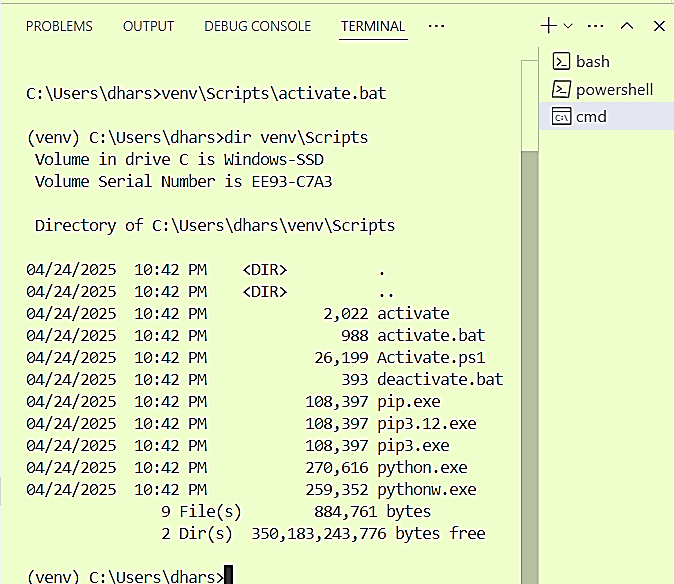 PROBLEMS OUTPUT DEBUG CONSOLE TERMINAL ···
bash
powershell
cmd
C:\Users\dhars>venv\Scripts\activate.bat
(venv) C:\Users\dhars>dir venv\Scripts
 Volume in drive C is Windows-SSD
 Volume Serial Number is EE93-C7A3
 Directory of C:\Users\dhars\venv\Scripts
04/24/2025  10:42 PM    <DIR>          .
04/24/2025  10:42 PM    <DIR>          ..
04/24/2025  10:42 PM             2,022 activate
04/24/2025  10:42 PM               988 activate.bat
04/24/2025  10:42 PM            26,199 Activate.ps1
04/24/2025  10:42 PM               393 deactivate.bat
04/24/2025  10:42 PM           108,397 pip.exe
04/24/2025  10:42 PM           108,397 pip3.12.exe
04/24/2025  10:42 PM           108,397 pip3.exe
04/24/2025  10:42 PM           270,616 python.exe
04/24/2025  10:42 PM           259,352 pythonw.exe
               9 File(s)        884,761 bytes
               2 Dir(s)  350,183,243,776 bytes free
(venv) C:\Users\dhars>